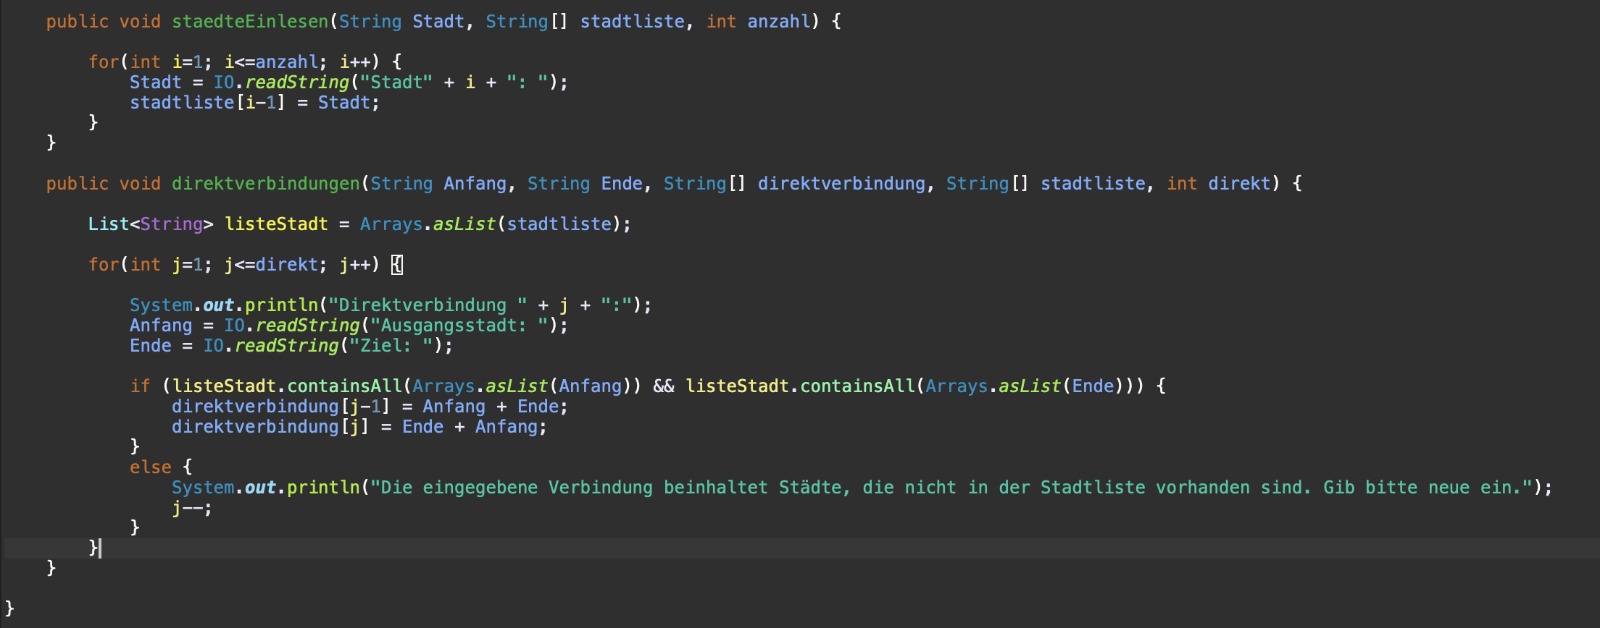 public void staedteEinlesen(String Stadt, String[] stadtliste, int anzahl) {
for(int i=1; i<=anzahl; i++) {
Stadt = IO.readString("Stadt" + i + ": ");
stadtliste[i-1] = Stadt;
}
}
public void direktverbindungen(String Anfang, String Ende, String[] direktverbindung, String[] stadtliste, int direkt) {
List<String> listeStadt = Arrays.asList(stadtliste);
for(int j=1; j<=direkt; j++) {
System.out.println("Direktverbindung " + j + ":");
Anfang = IO.readString("Ausgangsstadt: ");
Ende = IO.readString("Ziel: ");
if (listeStadt.containsAll(Arrays.asList(Anfang)) && listeStadt.containsAll(Arrays.asList(Ende))) {
direktverbindung[j-1] = Anfang + Ende;
direktverbindung[j] = Ende + Anfang;
}
else {
System.out.println("Die eingegebene Verbindung beinhaltet Städte, die nicht in der Stadtliste vorhanden sind. Gib bitte neue ein.");
j--;
}
}
}
}